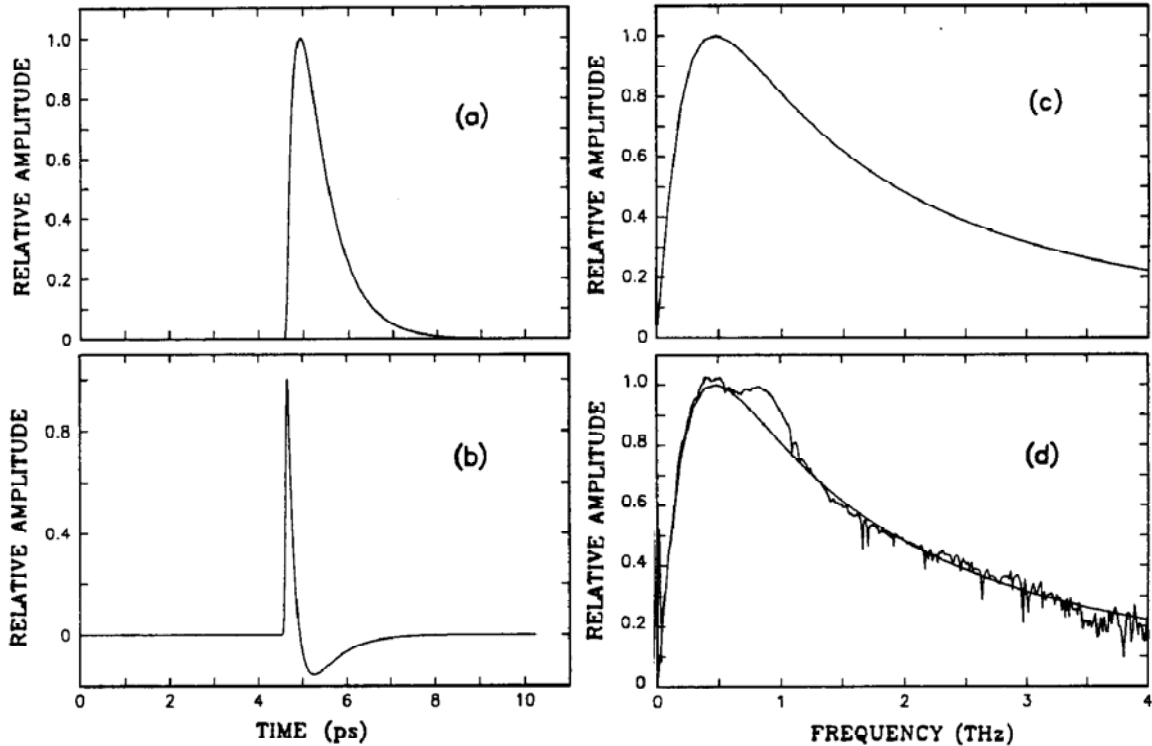 RELATIVE AMPLITUDE
1.0
0.8
0.6
0.4
0.2
0
(a)
RELATIVE AMPLITUDE
0.8
0.4
0
(b)
0 2 4 6 8 10
TIME (ps)
RELATIVE AMPLITUDE
1.0
0.8
0.6
0.4
0.2
0
(c)
RELATIVE AMPLITUDE
1.0
0.8
0.6
0.4
0.2
0
(d)
0 1 2 3 4
FREQUENCY (THz)